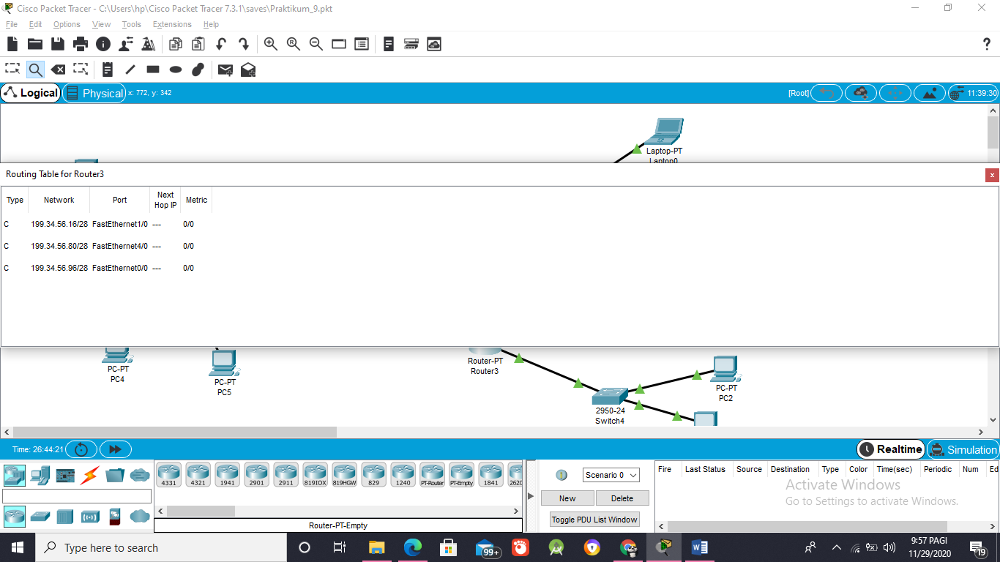 Cisco Packet Tracer - C:\Users\hp\Cisco Packet Tracer 7.3.1\saves\Praktikum_9.pkt
File Edit Options View Tools Extensions Help
Logical Physical x: 772, y: 342 [Root] 11:39:30
Laptop-PT
Laptop0
Routing Table for Router3
Type Network Port Next Hop IP Metric
C 199.34.56.16/28 FastEthernet1/0 --- 0/0
C 199.34.56.80/28 FastEthernet4/0 --- 0/0
C 199.34.56.96/28 FastEthernet0/0 --- 0/0
PC-PT
PC4
PC-PT
PC5
Router-PT
Router3
PC-PT
PC2
2950-24
Switch4
Time: 26:44:21 Realtime Simulation
4331 4321 1941 2901 2911 819IOX 819HGW 829 1240 PT-Router PT-Empty 1841 2620
Router-PT-Empty
Scenario 0
New Delete
Toggle PDU List Window
Fire Last Status Source Destination Type Color Time(sec) Periodic Num Ed
Activate Windows
Go to Settings to activate Windows.
Type here to search
99+
9:57 PAGI
11/29/2020
19